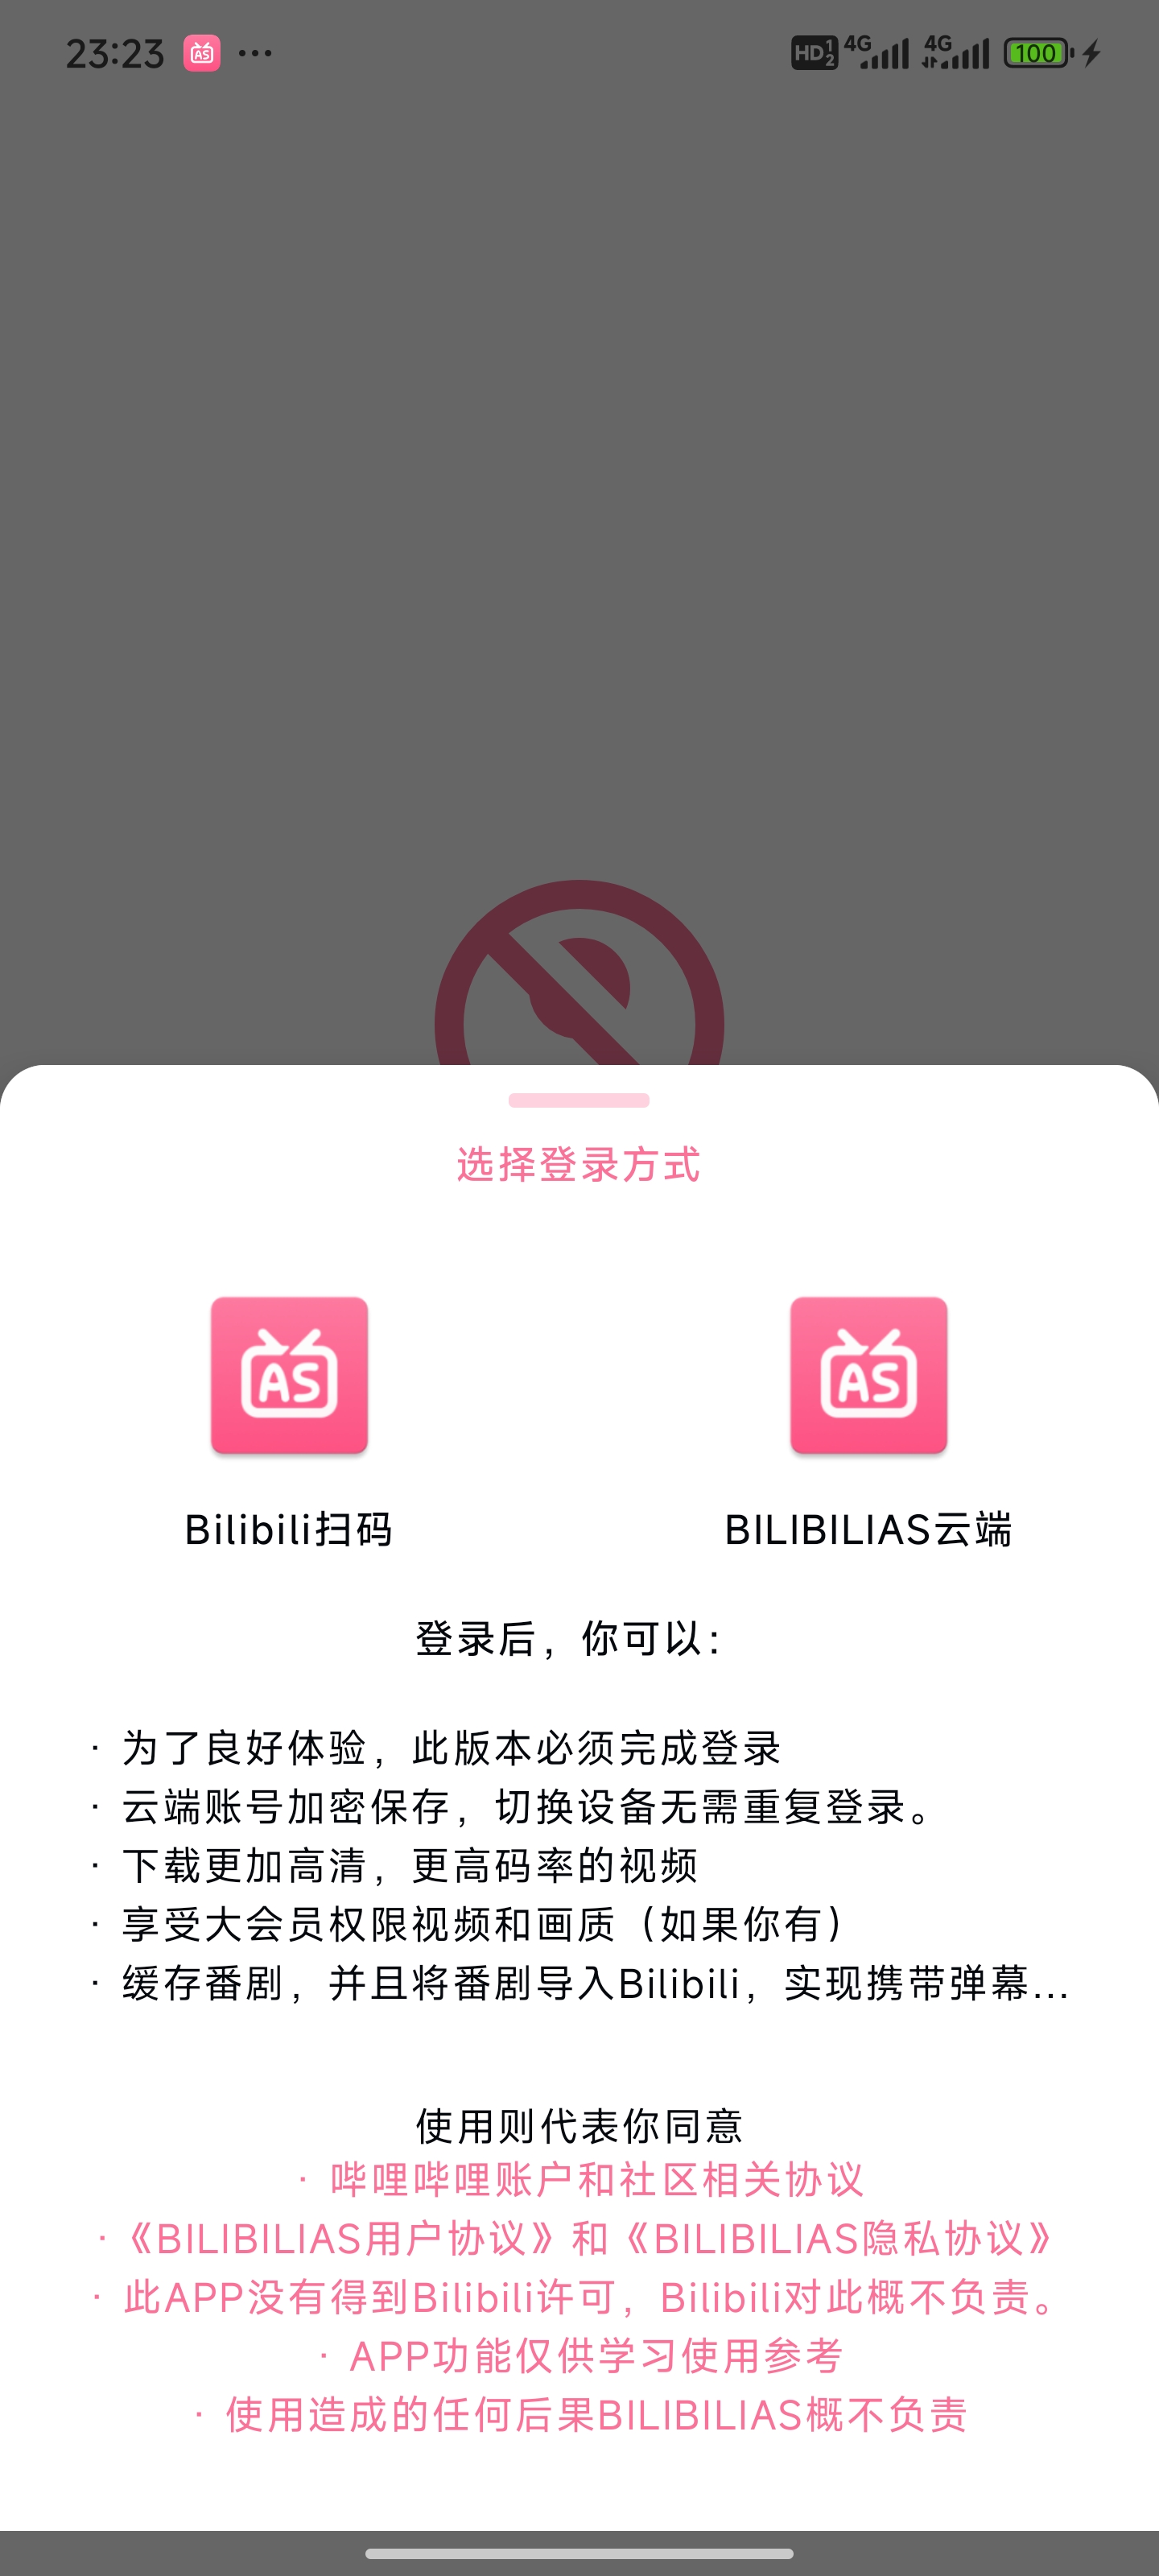 23:23 AS ... HD 1 2 4G 4G 100
选择登录方式
AS AS
Bilibili扫码 BILIBILIAS云端
登录后，你可以：
· 为了良好体验，此版本必须完成登录
· 云端账号加密保存，切换设备无需重复登录。
· 下载更加高清，更高码率的视频
· 享受大会员权限视频和画质（如果你有）
· 缓存番剧，并且将番剧导入Bilibili，实现携带弹幕...
使用则代表你同意
· 哔哩哔哩账户和社区相关协议
·《BILIBILIAS用户协议》和《BILIBILIAS隐私协议》
· 此APP没有得到Bilibili许可，Bilibili对此概不负责。
· APP功能仅供学习使用参考
· 使用造成的任何后果BILIBILIAS概不负责